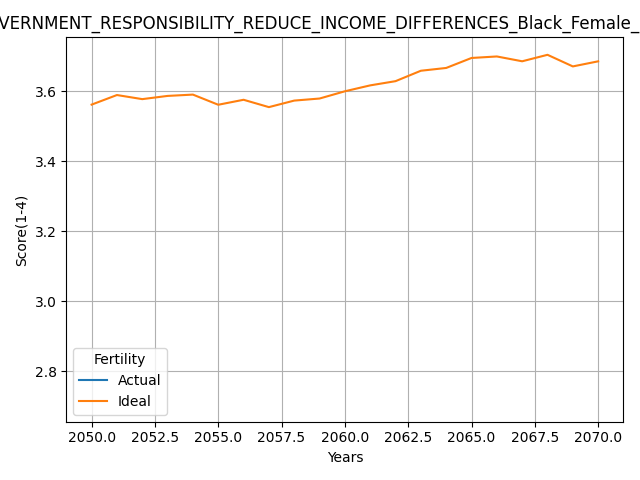 VERNMENT_RESPONSIBILITY_REDUCE_INCOME_DIFFERENCES_Black_Female_
3.6
3.4
3.2
3.0
2.8
Score(1-4)
Fertility
Actual
Ideal
2050.0 2052.5 2055.0 2057.5 2060.0 2062.5 2065.0 2067.5 2070.0
Years